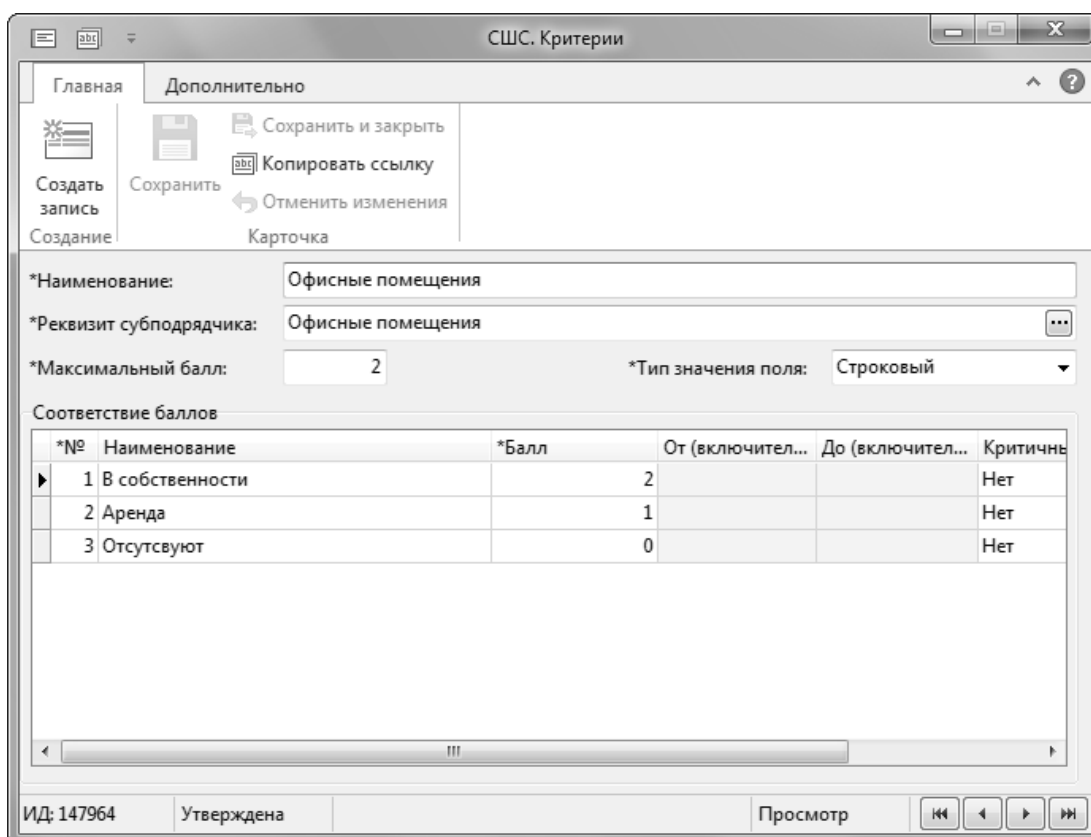 СШС. Критерии
Главная Дополнительно
Создать запись
Сохранить
Сохранить и закрыть
Копировать ссылку
Отменить изменения
Создание Карточка
*Наименование: Офисные помещения
*Реквизит субподрядчика: Офисные помещения
*Максимальный балл: 2 *Тип значения поля: Строковый
Соответствие баллов
*№ Наименование *Балл От (включител... До (включител... Критичнь
1 В собственности 2 Нет
2 Аренда 1 Нет
3 Отсутсвуют 0 Нет
ИД: 147964 Утверждена Просмотр